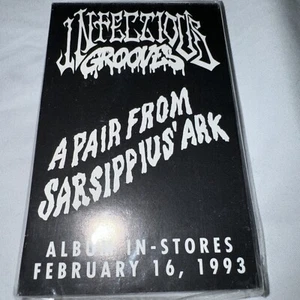 INFECTIOUS
GROOVES
A PAIR FROM
SARSIPPIUS' ARK
ALBUM IN-STORES
FEBRUARY 16, 1993